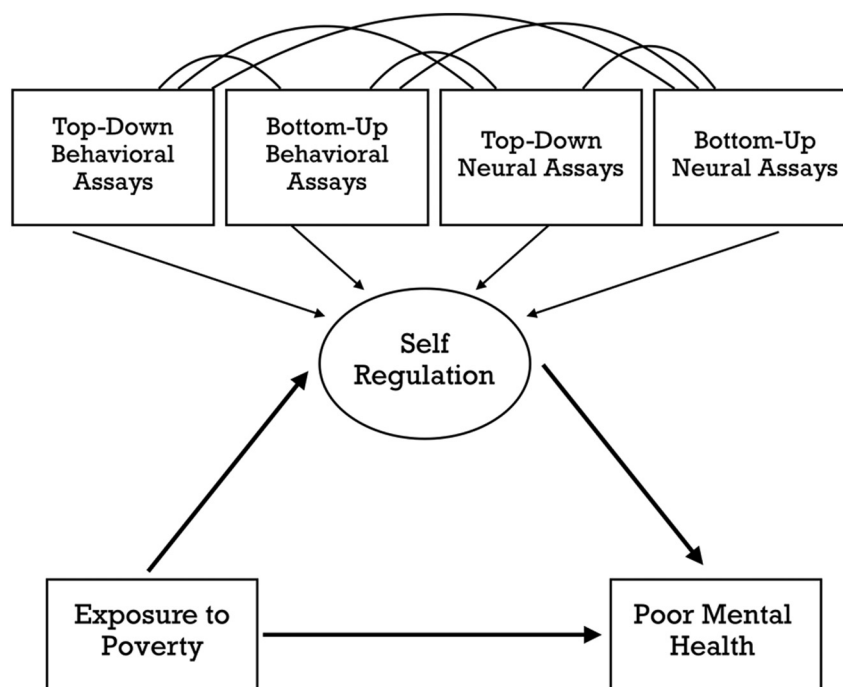 Top-Down
Behavioral
Assays
Bottom-Up
Behavioral
Assays
Top-Down
Neural Assays
Bottom-Up
Neural Assays
Self
Regulation
Exposure to
Poverty
Poor Mental
Health